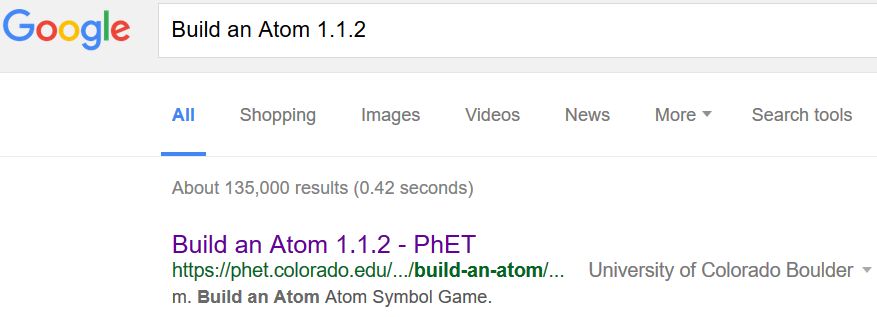 Google Build an Atom 1.1.2
All Shopping Images Videos News More Search tools
About 135,000 results (0.42 seconds)
Build an Atom 1.1.2 - PhET
https://phet.colorado.edu/.../build-an-atom/... University of Colorado Boulder
m. Build an Atom Atom Symbol Game.